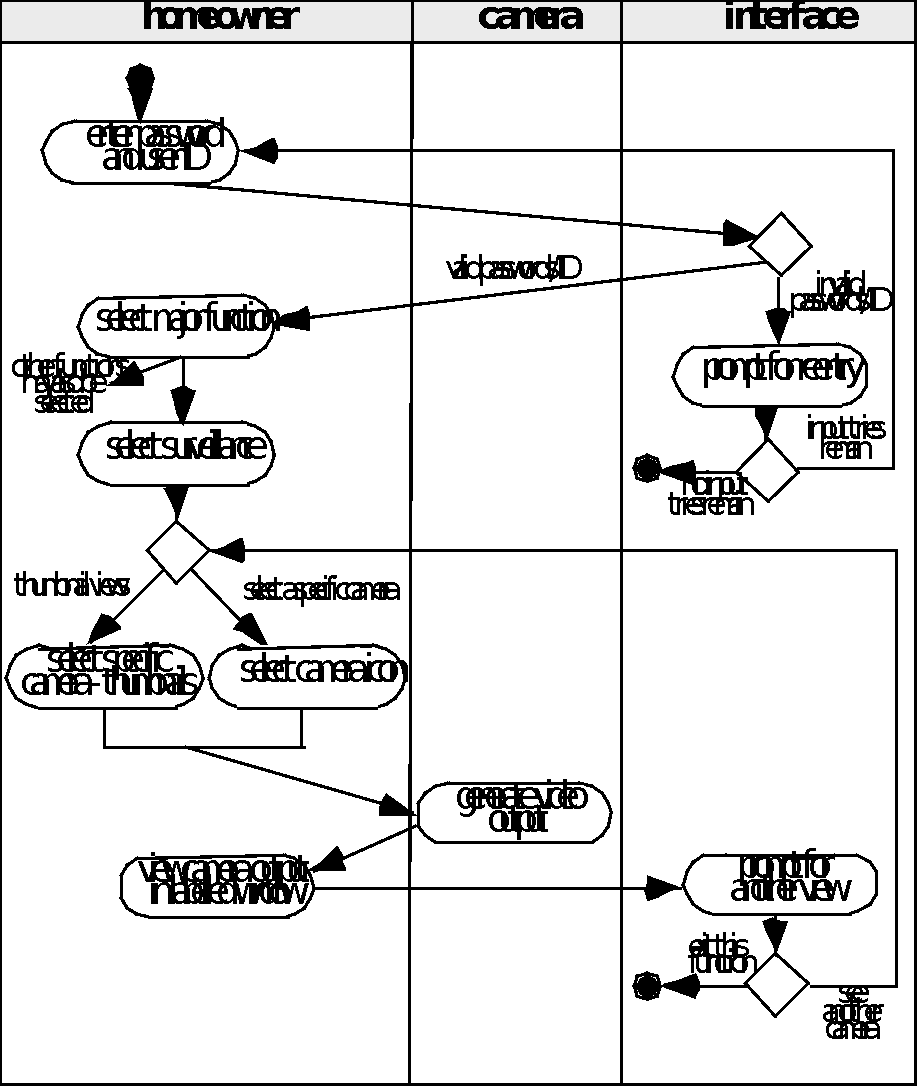 homeowner camera interface
enter password
and user ID
valid passwords/ID
invalid
passwords/ID
select major function
prompt for reentry
other functions
may also be
selected
input tries
remain
select surveillance
no input
tries remain
thumbnail views
select a specific camera
select specific
camera - thumbnails
select camera icon
generate video
output
view camera output
in labelled window
prompt for
another view
exit this
function
see
another
camera